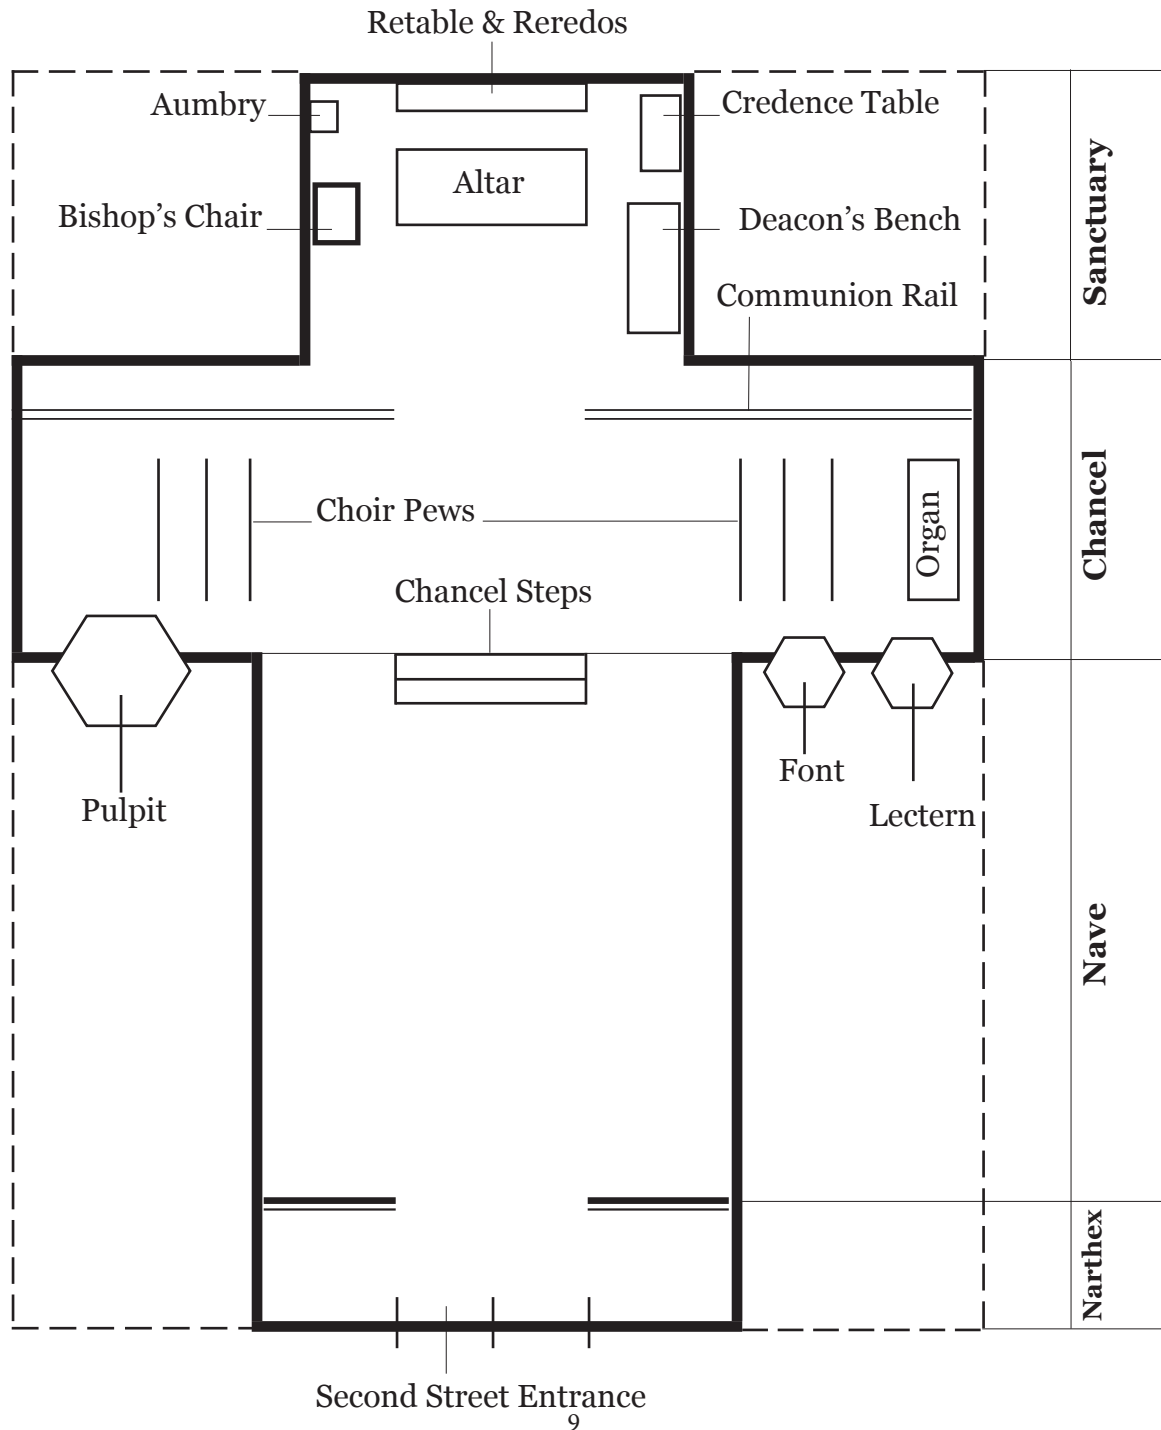 Retable & Reredos
Aumbry
Credence Table
Altar
Bishop’s Chair
Deacon’s Bench
Communion Rail
Sanctuary
Choir Pews
Organ
Chancel
Chancel Steps
Font
Pulpit
Lectern
Nave
Narthex
Second Street Entrance
9